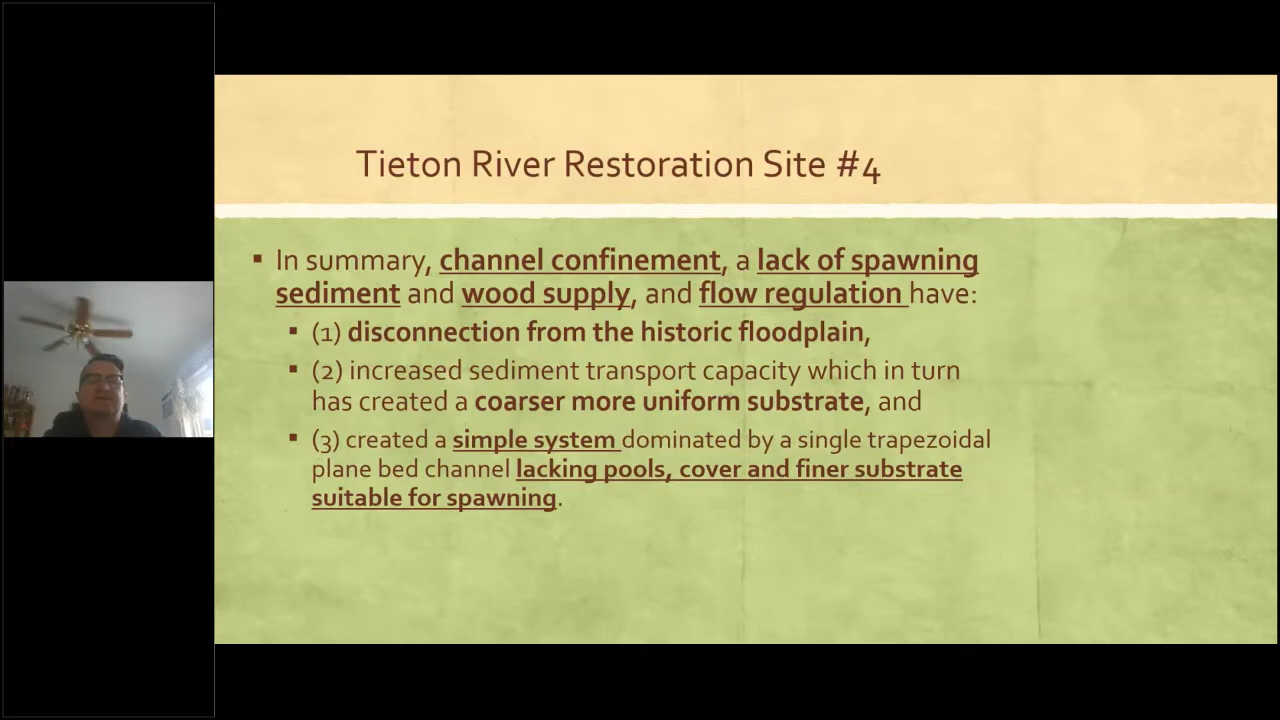 Tieton River Restoration Site #4
▪ In summary, channel confinement, a lack of spawning
sediment and wood supply, and flow regulation have:
▪ (1) disconnection from the historic floodplain,
▪ (2) increased sediment transport capacity which in turn
has created a coarser more uniform substrate, and
▪ (3) created a simple system dominated by a single trapezoidal
plane bed channel lacking pools, cover and finer substrate
suitable for spawning.